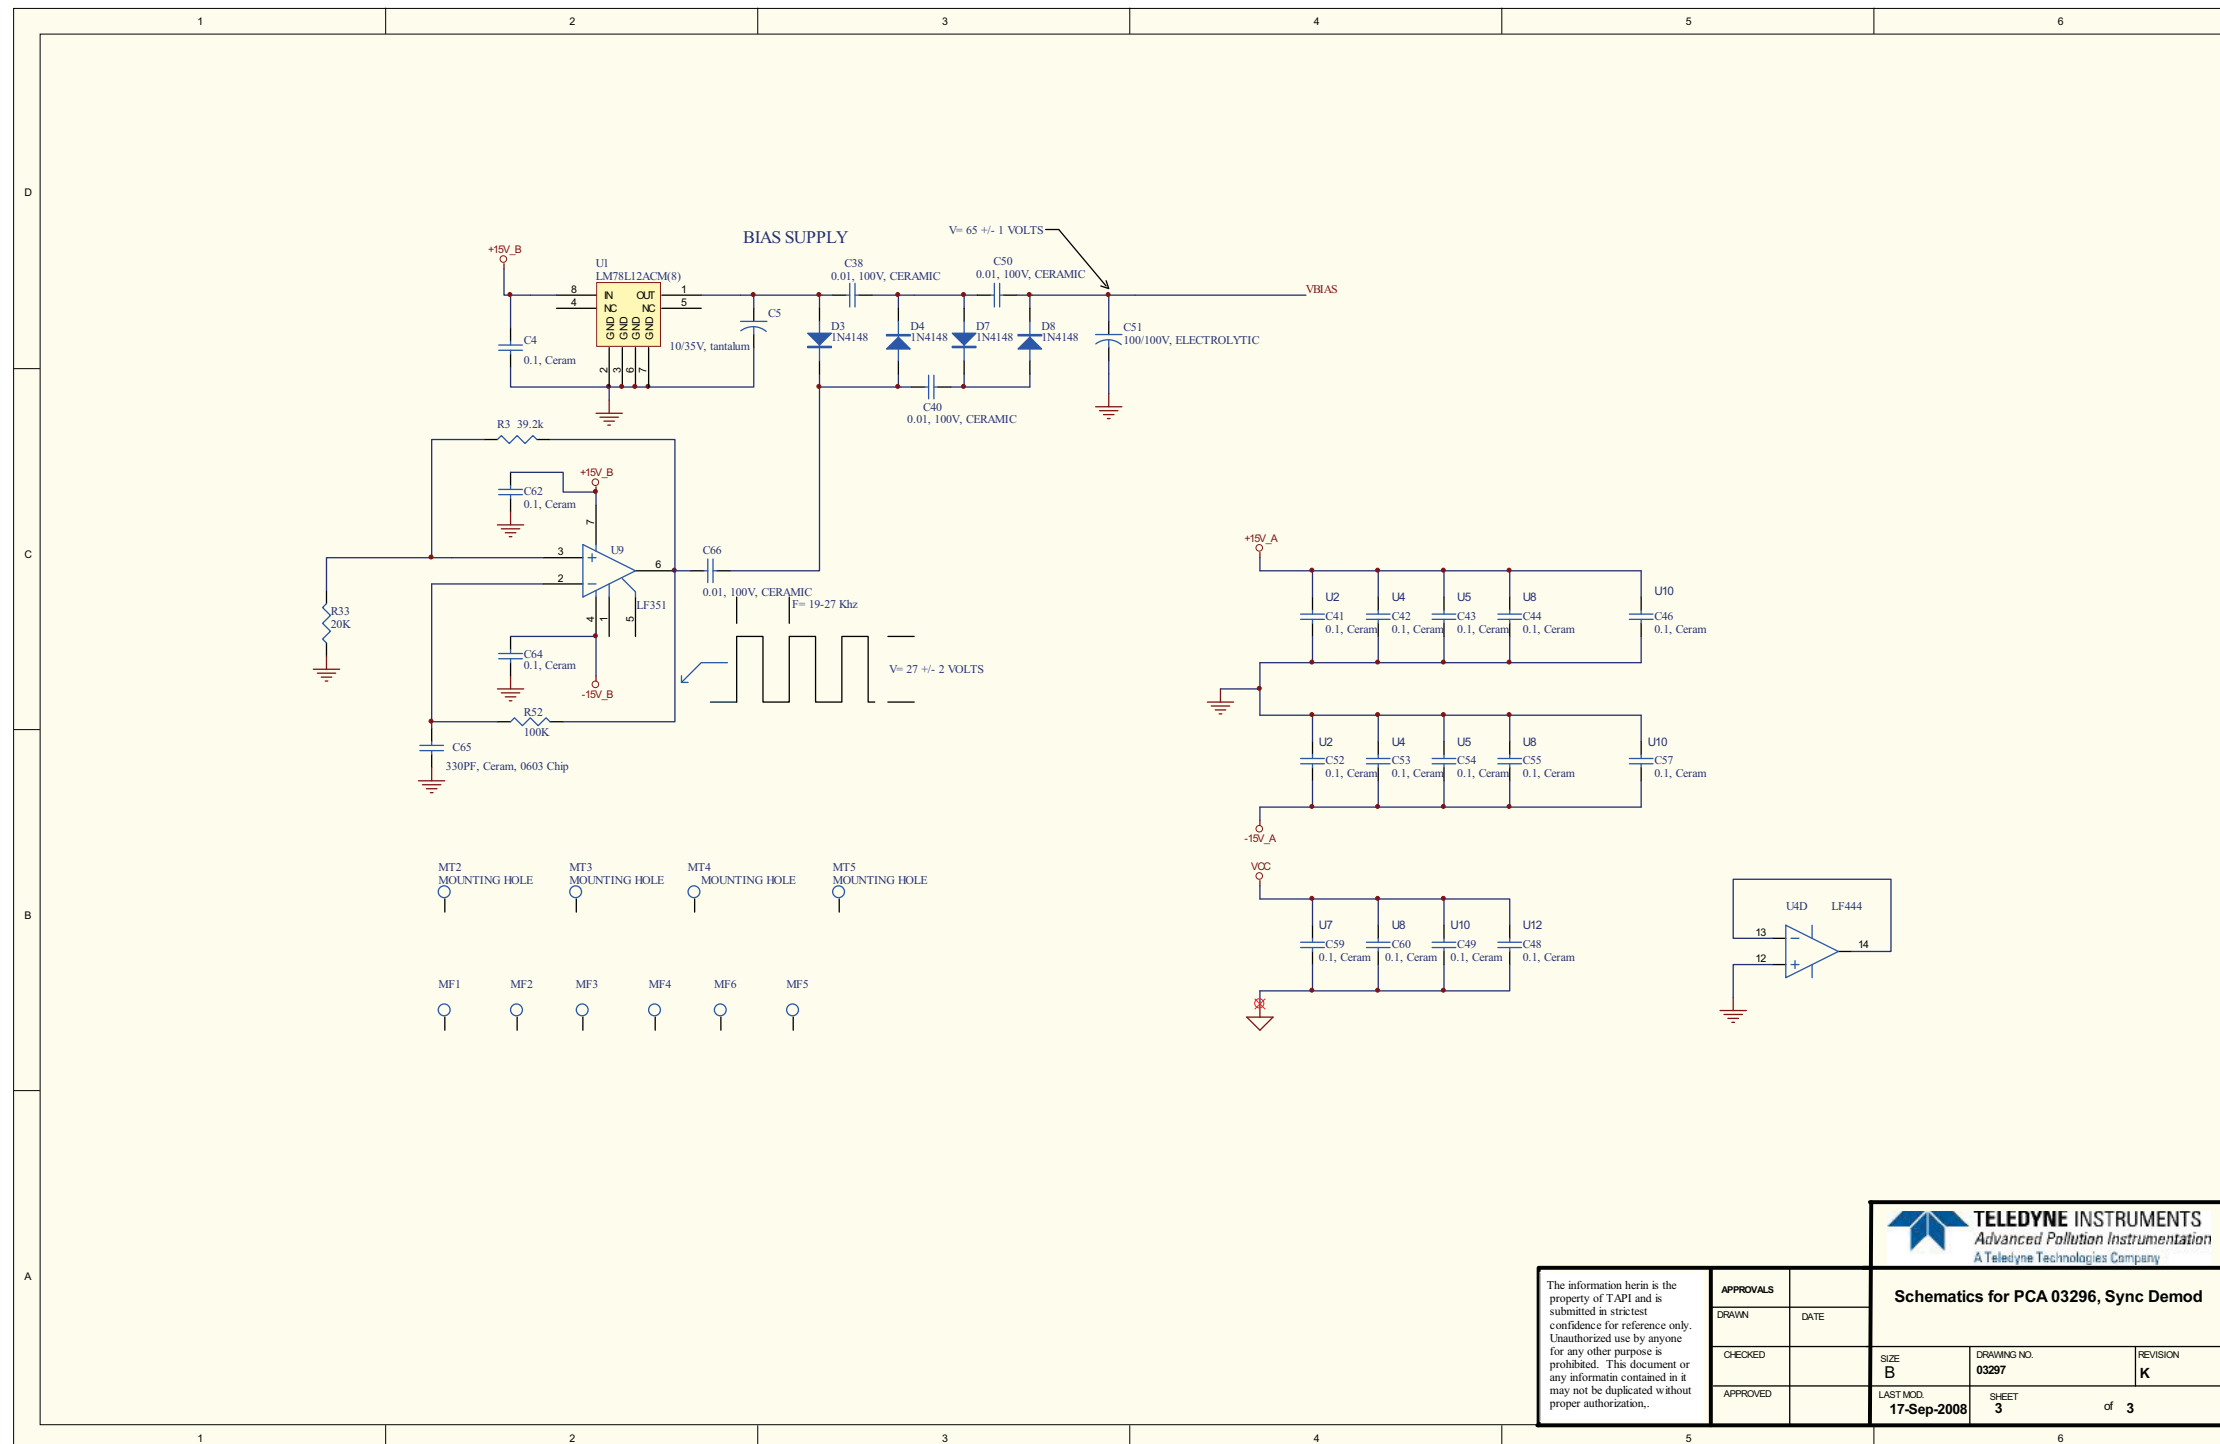 1 2 3 4 5 6
D
BIAS SUPPLY
V= 65 +/- 1 VOLTS
+15V_B
U1
LM78L12ACM(8)
8 IN OUT 1
4 NC NC 5
GND GND GND GND
2 3 6 7
C4
0.1, Ceram
C5
10/35V, tantalum
C38
0.01, 100V, CERAMIC
C50
0.01, 100V, CERAMIC
VBIAS
D3
1N4148
D4
1N4148
D7
1N4148
D8
1N4148
C51
100/100V, ELECTROLYTIC
C40
0.01, 100V, CERAMIC
R3 39.2k
+15V_B
C62
0.1, Ceram
7
C
3
U9
2
6
LF351
4 1 5
C66
0.01, 100V, CERAMIC
F= 19-27 Khz
R33
20K
C64
0.1, Ceram
-15V_B
V= 27 +/- 2 VOLTS
R52
100K
C65
330PF, Ceram, 0603 Chip
+15V_A
U2
C41
0.1, Ceram
U4
C42
0.1, Ceram
U5
C43
0.1, Ceram
U8
C44
0.1, Ceram
U10
C46
0.1, Ceram
U2
C52
0.1, Ceram
U4
C53
0.1, Ceram
U5
C54
0.1, Ceram
U8
C55
0.1, Ceram
U10
C57
0.1, Ceram
-15V_A
VCC
U7
C59
0.1, Ceram
U8
C60
0.1, Ceram
U10
C49
0.1, Ceram
U12
C48
0.1, Ceram
U4D LF444
13
12
14
B
MT2
MOUNTING HOLE
MT3
MOUNTING HOLE
MT4
MOUNTING HOLE
MT5
MOUNTING HOLE
MF1 MF2 MF3 MF4 MF6 MF5
A
TELEDYNE INSTRUMENTS
Advanced Pollution Instrumentation
A Teledyne Technologies Company
The information herin is the
property of TAPI and is
submitted in strictest
confidence for reference only.
Unauthorized use by anyone
for any other purpose is
prohibited. This document or
any informatin contained in it
may not be duplicated without
proper authorization,.
APPROVALS
DRAWN
DATE
CHECKED
APPROVED
Schematics for PCA 03296, Sync Demod
SIZE
B
DRAWING NO.
03297
REVISION
K
LAST MOD.
17-Sep-2008
SHEET
3 of 3
1 2 3 4 5 6